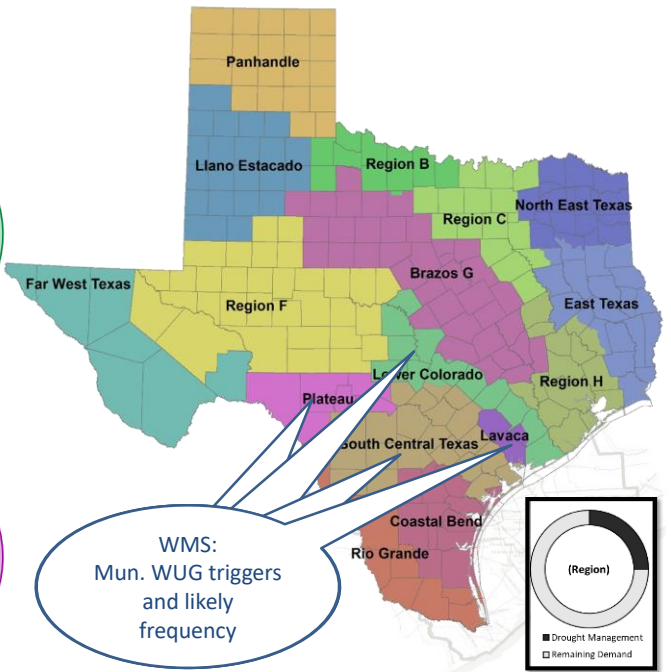 Panhandle
Llano Estacado
Region B
Region C
North East Texas
Brazos G
Far West Texas
Region F
East Texas
Lower Colorado
Region H
Plateau
South Central Texas
Lavaca
Coastal Bend
Rio Grande
WMS:
Mun. WUG triggers
and likely
frequency
(Region)
Drought Management
Remaining Demand